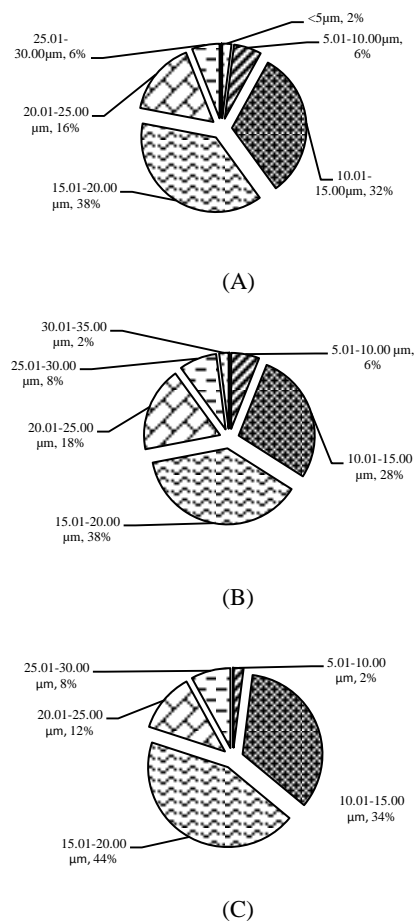 <5µm, 2%
5.01-10.00µm,
6%
10.01-
15.00µm, 32%
15.01-20.00
µm, 38%
20.01-25.00
µm, 16%
25.01-
30.00µm, 6%
(A)
5.01-10.00 µm,
6%
10.01-15.00
µm, 28%
15.01-20.00
µm, 38%
20.01-25.00
µm, 18%
25.01-30.00
µm, 8%
30.01-35.00
µm, 2%
(B)
5.01-10.00
µm, 2%
10.01-15.00
µm, 34%
15.01-20.00
µm, 44%
20.01-25.00
µm, 12%
25.01-30.00
µm, 8%
(C)